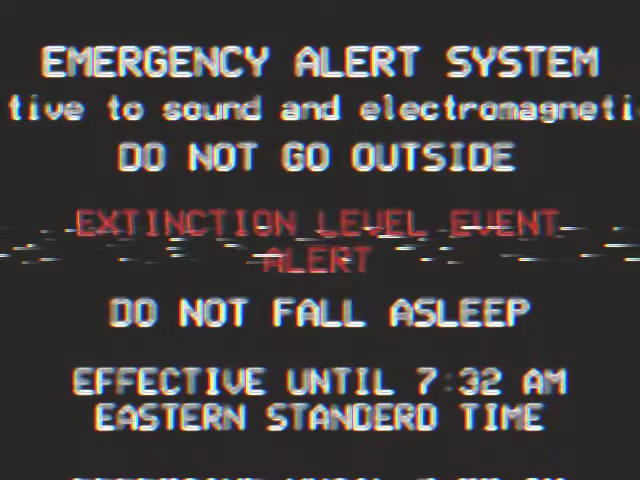 EMERGENCY ALERT SYSTEM
tive to sound and electromagneti
DO NOT GO OUTSIDE
EXTINCTION LEVEL EVENT
ALERT
DO NOT FALL ASLEEP
EFFECTIVE UNTIL 7:32 AM
EASTERN STANDERD TIME